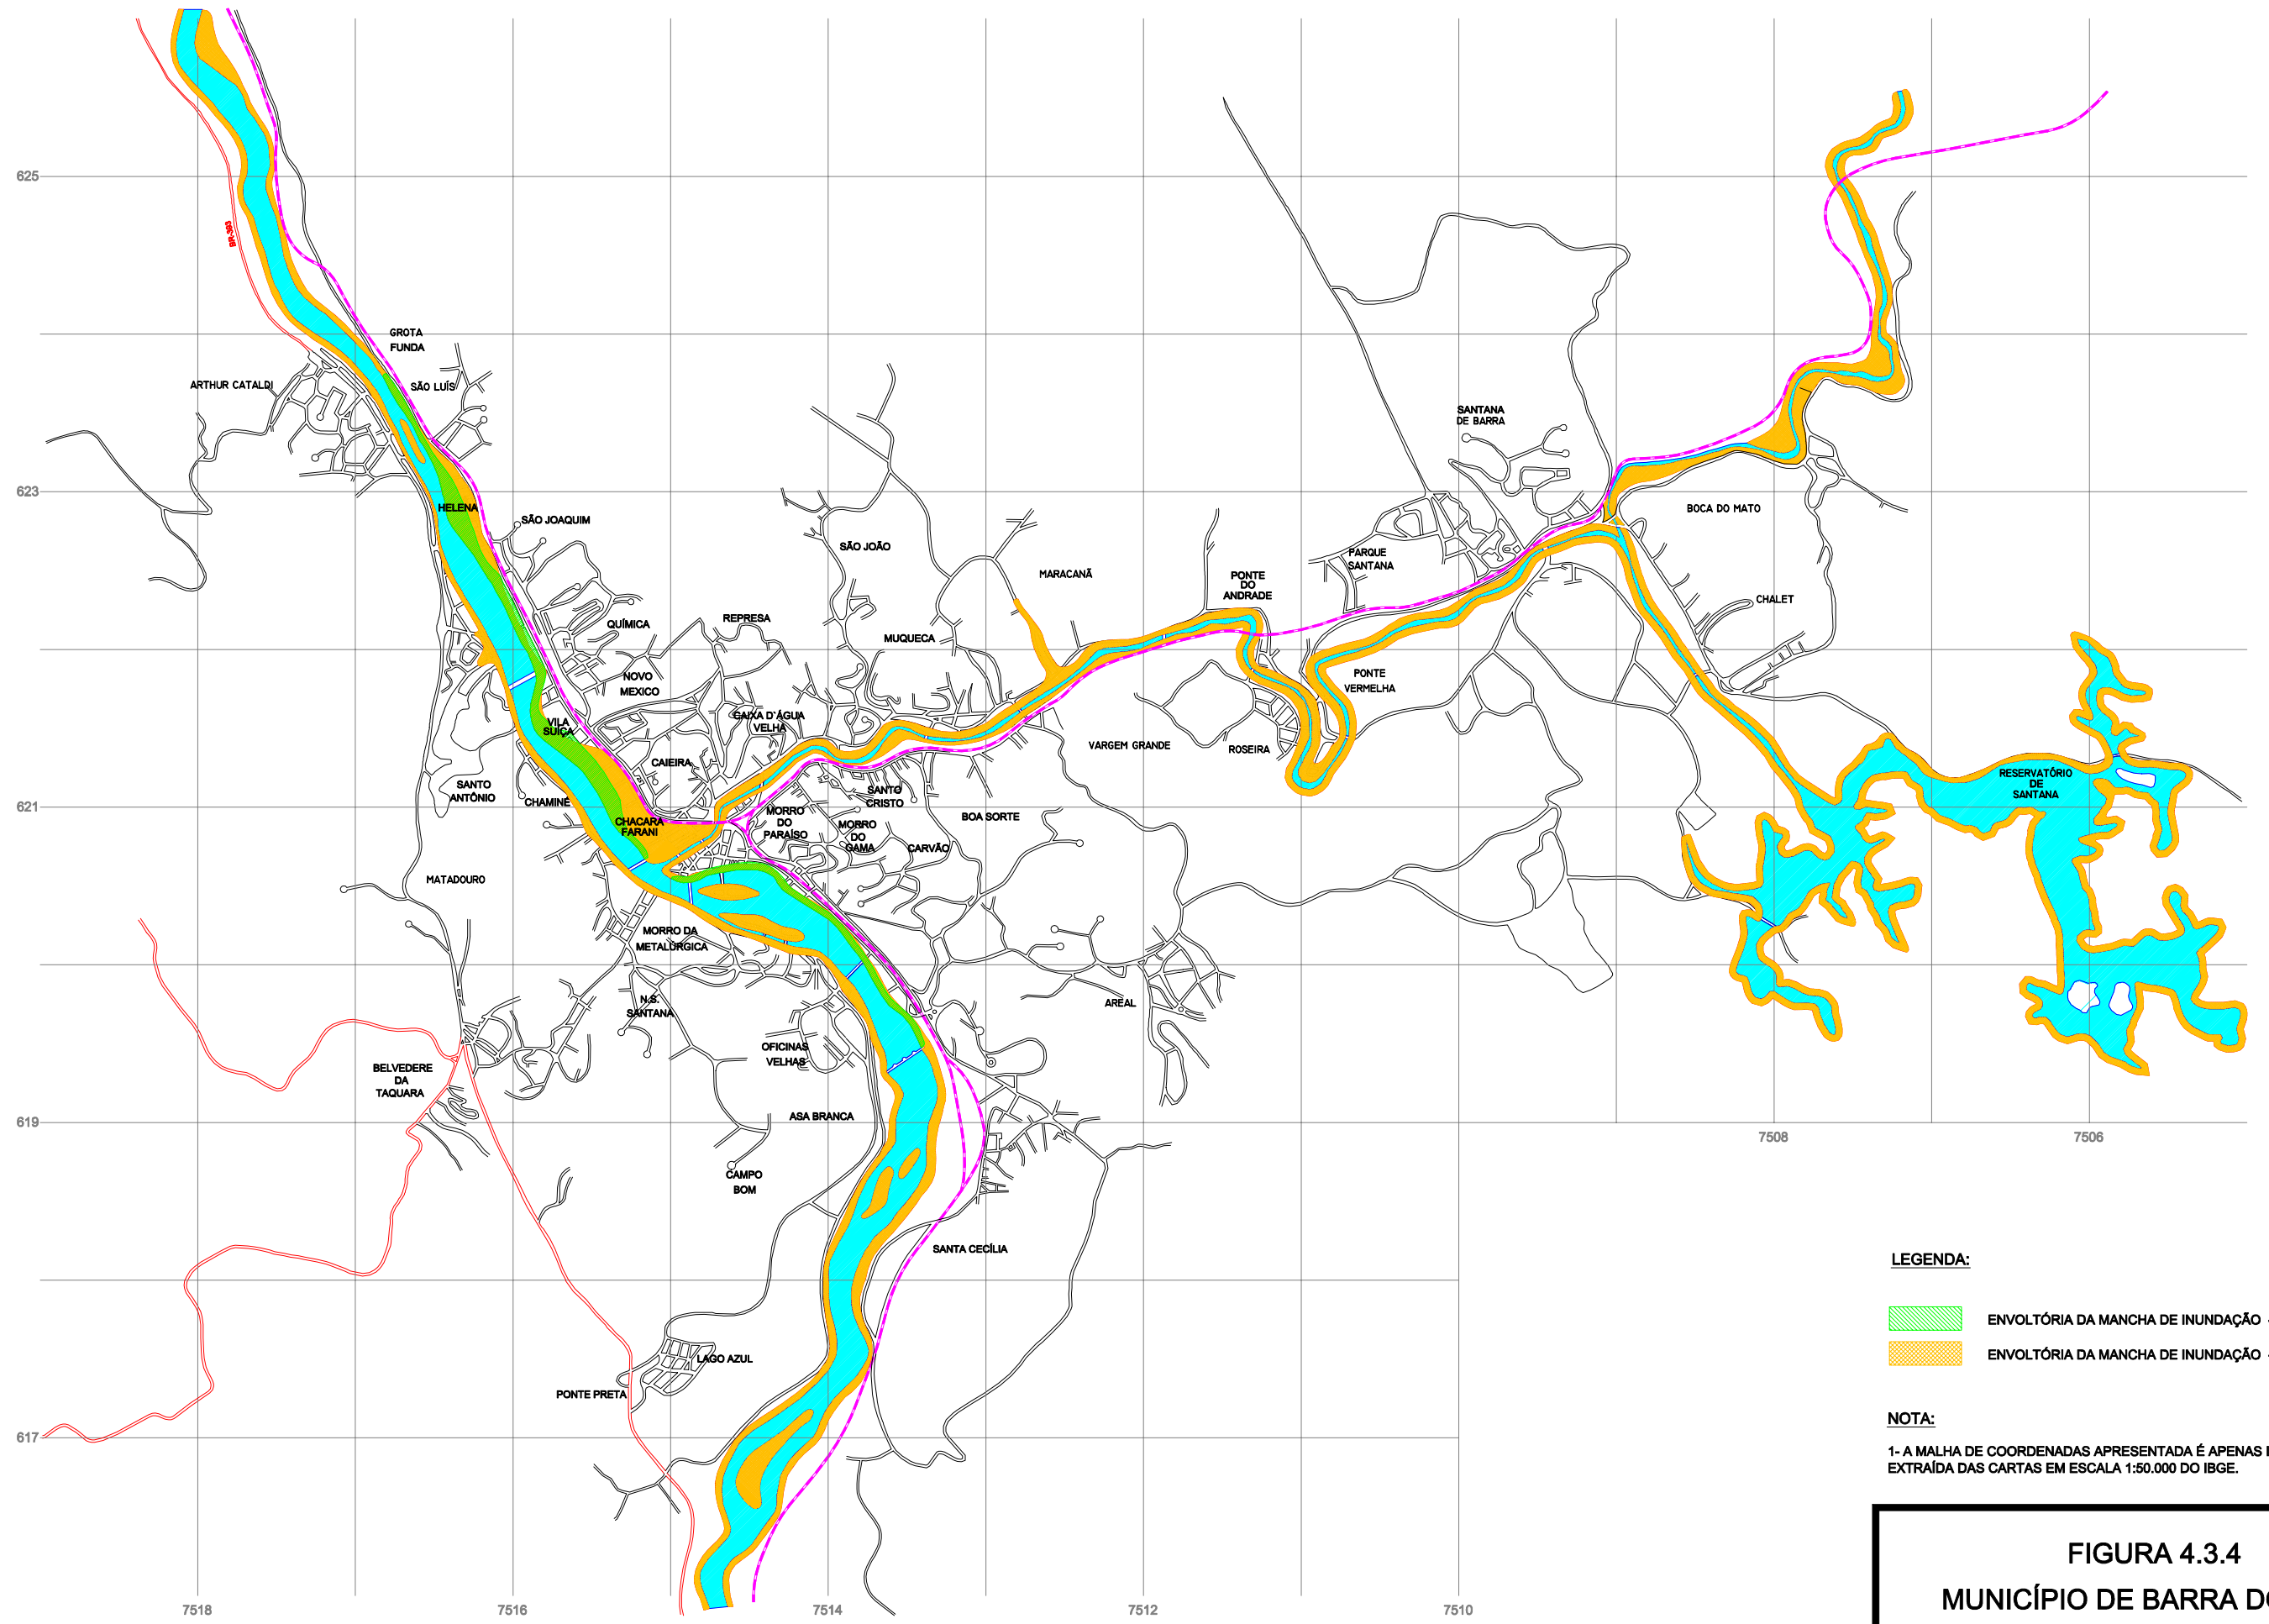 625
BR-393
GROTA
FUNDA
ARTHUR CATALDI
SÃO LUÍS
SANTANA
DE BARRA
623
HELENA
SÃO JOAQUIM
BOCA DO MATO
SÃO JOÃO
PARQUE
SANTANA
MARACANÃ
PONTE
DO
ANDRADE
CHALET
QUÍMICA
REPRESA
MUQUECA
NOVO
MEXICO
PONTE
VERMELHA
CAIXA D`ÁGUA
VELHA
VILA
SUIÇA
VARGEM GRANDE
ROSEIRA
CAIEIRA
RESERVATÓRIO
DE
SANTANA
SANTO
ANTÔNIO
CHAMINÉ
SANTO
CRISTO
621
CHACARA
FARANI
MORRO
DO
PARAÍSO
MORRO
DO
GAMA
BOA SORTE
CARVÃO
MATADOURO
MORRO DA
METALÚRGICA
N.S.
SANTANA
AREAL
OFICINAS
VELHAS
BELVEDERE
DA
TAQUARA
ASA BRANCA
619
7508
7506
CAMPO
BOM
SANTA CECÍLIA
LEGENDA:
ENVOLTÓRIA DA MANCHA DE INUNDAÇÃO
ENVOLTÓRIA DA MANCHA DE INUNDAÇÃO
LAGO AZUL
PONTE PRETA
617
NOTA:
1- A MALHA DE COORDENADAS APRESENTADA É APENAS
EXTRAÍDA DAS CARTAS EM ESCALA 1:50.000 DO IBGE.
FIGURA 4.3.4
MUNICÍPIO DE BARRA DO
7518
7516
7514
7512
7510